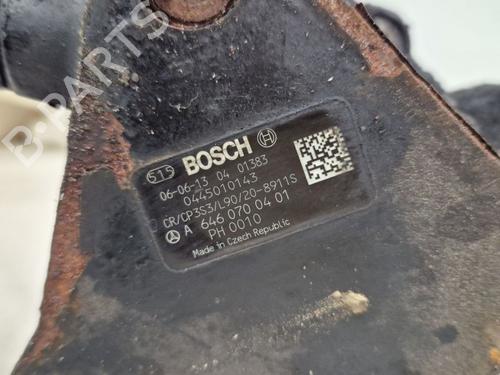 519 BOSCH
06-06-13 04 01383
0445010143
CR/CP3S3/L90/20-8911S
A 646 070 04 01
PH 0010
Made in Czech Republic
B-PARTS